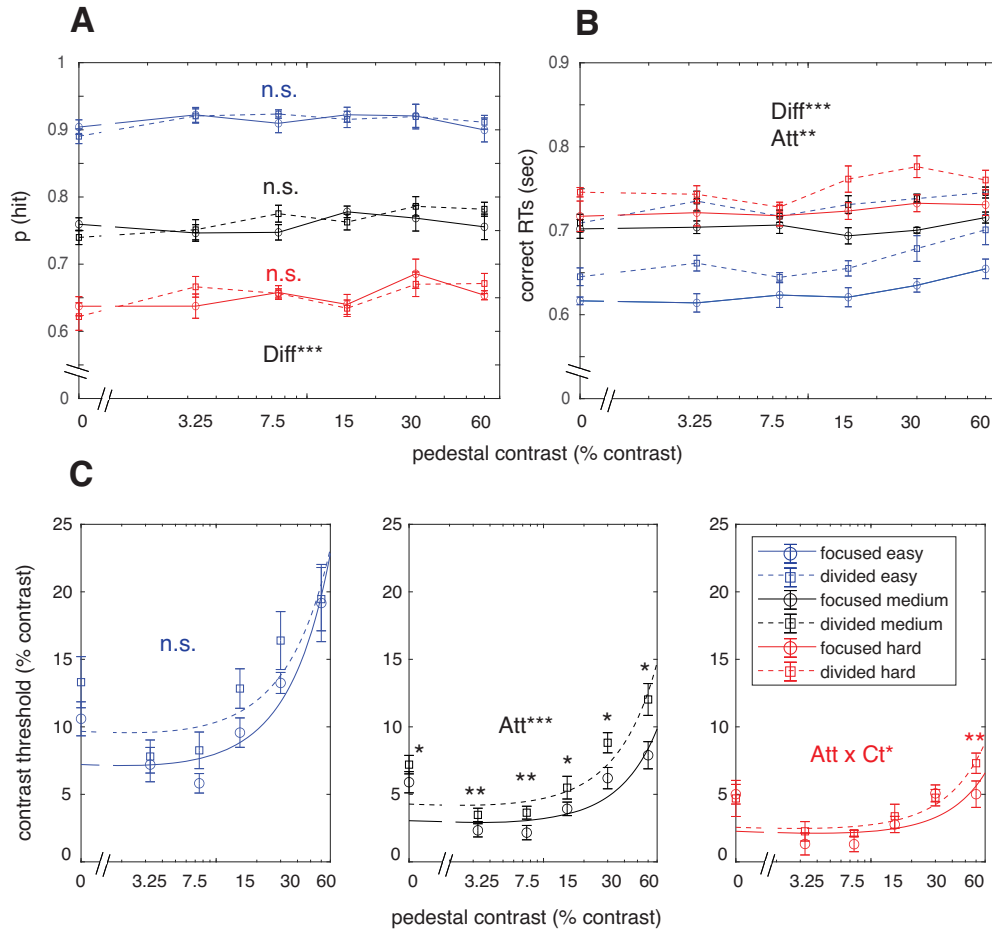 A
B
1
0.9
0.8
0.7
0.6
0
p (hit)
n.s.
n.s.
n.s.
Diff***
0 3.25 7.5 15 30 60
0.9
0.8
0.7
0.6
0
correct RTs (sec)
Diff***
Att**
0 3.25 7.5 15 30 60
pedestal contrast (% contrast)
C
25
20
15
10
5
0
contrast threshold (% contrast)
n.s.
0 3.25 7.5 15 30 60
25
20
15
10
5
0
Att***
* ** ** * * *
0 3.25 7.5 15 30 60
25
20
15
10
5
0
focused easy
divided easy
focused medium
divided medium
focused hard
divided hard
Att x Ct*
**
0 3.25 7.5 15 30 60
pedestal contrast (% contrast)